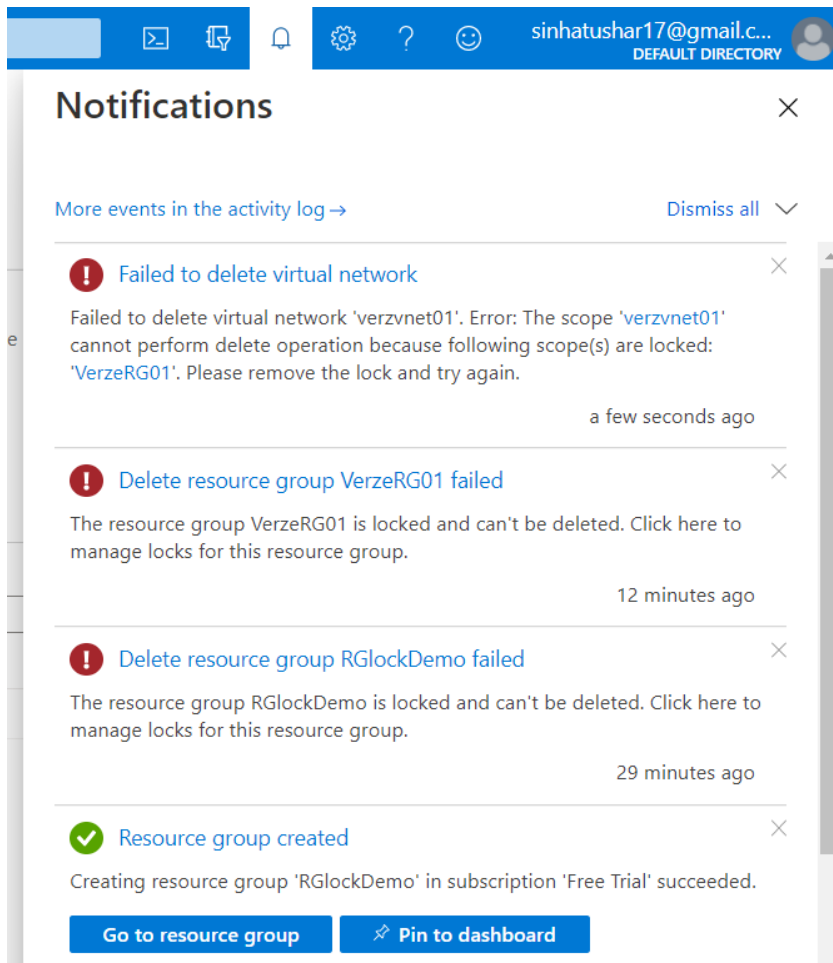 sinhatushar17@gmail.c...
DEFAULT DIRECTORY
Notifications
More events in the activity log →
Dismiss all
Failed to delete virtual network
Failed to delete virtual network 'verzvnet01'. Error: The scope 'verzvnet01'
cannot perform delete operation because following scope(s) are locked:
'VerzeRG01'. Please remove the lock and try again.
a few seconds ago
Delete resource group VerzeRG01 failed
The resource group VerzeRG01 is locked and can't be deleted. Click here to
manage locks for this resource group.
12 minutes ago
Delete resource group RGlockDemo failed
The resource group RGlockDemo is locked and can't be deleted. Click here to
manage locks for this resource group.
29 minutes ago
Resource group created
Creating resource group 'RGlockDemo' in subscription 'Free Trial' succeeded.
Go to resource group
Pin to dashboard
e